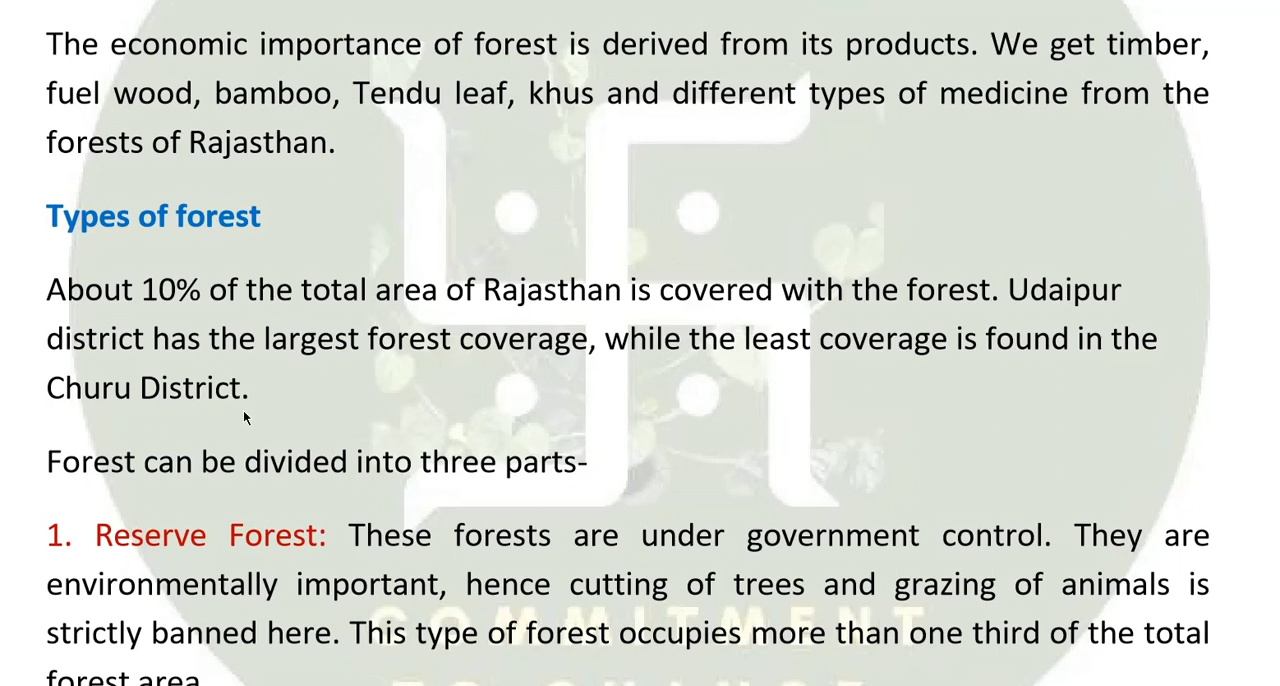 The economic importance of forest is derived from its products. We get timber,
fuel wood, bamboo, Tendu leaf, khus and different types of medicine from the
forests of Rajasthan.
Types of forest
About 10% of the total area of Rajasthan is covered with the forest. Udaipur
district has the largest forest coverage, while the least coverage is found in the
Churu District.
Forest can be divided into three parts-
1. Reserve Forest: These forests are under government control. They are
environmentally important, hence cutting of trees and grazing of animals is
strictly banned here. This type of forest occupies more than one third of the total
COMMITMENT
forest area